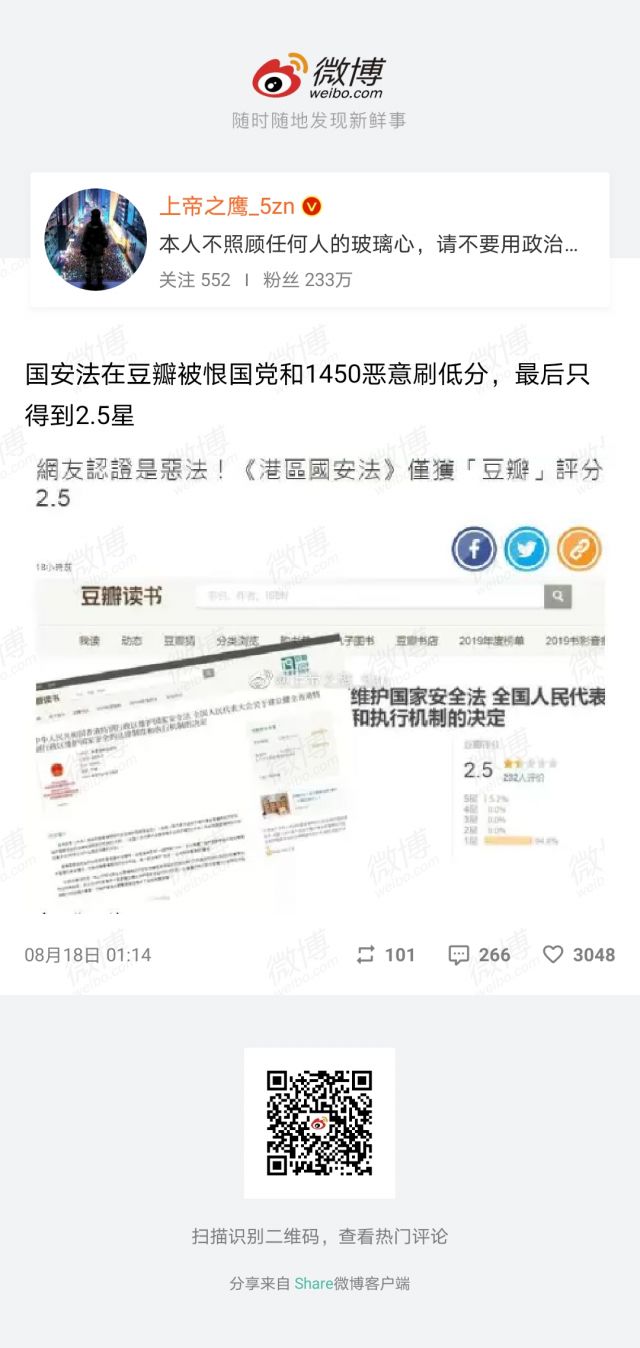 微博
weibo.com
随时随地发现新鲜事
上帝之鹰_5zn
本人不照顾任何人的玻璃心，请不要用政治...
关注 552 | 粉丝 233万
国安法在豆瓣被恨国党和1450恶意刷低分，最后只
得到2.5星
網友認證是惡法！《港區國安法》僅獲「豆瓣」評分
2.5
18小時前
豆瓣读书
书名、作者、ISBN
我读 动态 豆瓣猜 分类浏览 购书单 电子图书 豆瓣书店 2019年度榜单 2019书影音
维护国家安全法 全国人民代表
和执行机制的决定
豆瓣评分
2.5
292人评价
5星 5.2%
4星 0.0%
3星 0.0%
2星 0.0%
1星 94.8%
08月18日 01:14
101 266 3048
扫描识别二维码，查看热门评论
分享来自 Share微博客户端